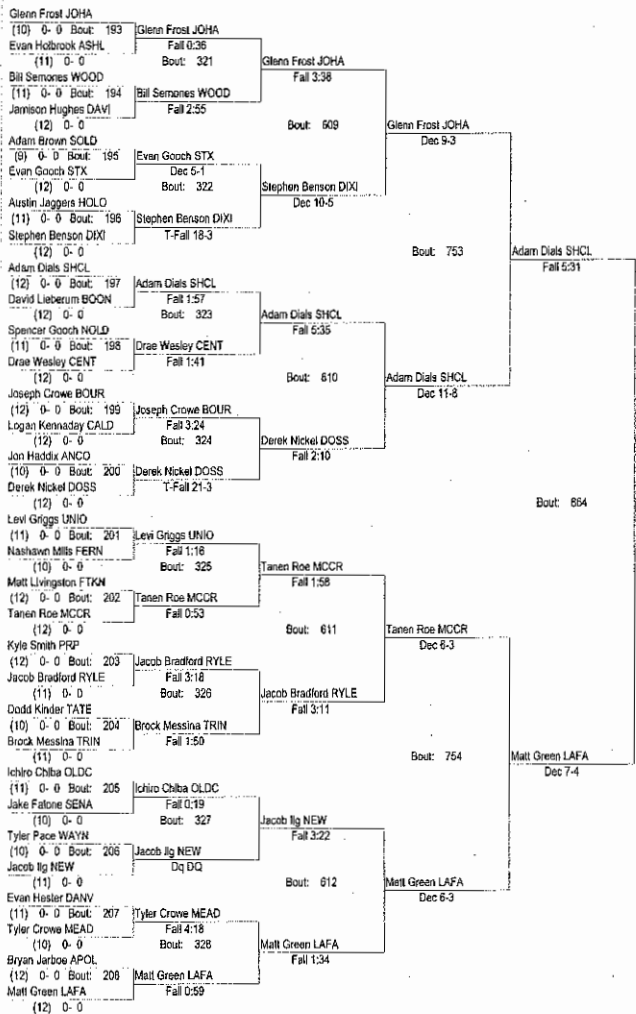 Glenn Frost JOHA
(10) 0- 0 Bout: 193 Glenn Frost JOHA
Evan Holbrook ASHL Fall 0:36
(11) 0- 0 Bout: 321 Glenn Frost JOHA
Bill Semones WOOD Fall 3:38
(11) 0- 0 Bout: 194 Bill Semones WOOD
Jamison Hughes DAVI Fall 2:55
(12) 0- 0 Bout: 609 Glenn Frost JOHA
Adam Brown SOLD Dec 9-3
(9) 0- 0 Bout: 195 Evan Gooch STX
Evan Gooch STX Dec 5-1
(12) 0- 0 Bout: 322 Stephen Benson DIXI
Austin Jaggers HOLO Dec 10-5
(11) 0- 0 Bout: 196 Stephen Benson DIXI
Stephen Benson DIXI T-Fall 18-3
(12) 0- 0 Bout: 753 Adam Dials SHCL
Adam Dials SHCL Fall 5:31
(12) 0- 0 Bout: 197 Adam Dials SHCL
David Lieberum BOON Fall 1:57
(12) 0- 0 Bout: 323 Adam Dials SHCL
Spencer Gooch NOLD Fall 5:35
(11) 0- 0 Bout: 198 Drae Wesley CENT
Drae Wesley CENT Fall 1:41
(12) 0- 0 Bout: 610 Adam Dials SHCL
Joseph Crowe BOUR Dec 11-8
(12) 0- 0 Bout: 199 Joseph Crowe BOUR
Logan Kennaday CALD Fall 3:24
(12) 0- 0 Bout: 324 Derek Nickel DOSS
Jon Haddix ANCO Fall 2:10
(10) 0- 0 Bout: 200 Derek Nickel DOSS
Derek Nickel DOSS T-Fall 21-3
(12) 0- 0 Bout: 864
Levi Griggs UNIO
(11) 0- 0 Bout: 201 Levi Griggs UNIO
Nashawn Mills FERN Fall 1:16
(10) 0- 0 Bout: 325 Tanen Roe MCCR
Matt Livingston FTKN Fall 1:58
(12) 0- 0 Bout: 202 Tanen Roe MCCR
Tanen Roe MCCR Fall 0:53
(12) 0- 0 Bout: 611 Tanen Roe MCCR
Kyle Smith PRP Dec 6-3
(12) 0- 0 Bout: 203 Jacob Bradford RYLE
Jacob Bradford RYLE Fall 3:18
(11) 0- 0 Bout: 326 Jacob Bradford RYLE
Dodd Kinder TATE Fall 3:11
(10) 0- 0 Bout: 204 Brock Messina TRIN
Brock Messina TRIN Fall 1:50
(11) 0- 0 Bout: 754 Matt Green LAFA
Ichiro Chiba OLDC Dec 7-4
(11) 0- 0 Bout: 205 Ichiro Chiba OLDC
Jake Falone SENA Fall 0:19
(10) 0- 0 Bout: 327 Jacob Ilg NEW
Tyler Pace WAYN Fall 3:22
(10) 0- 0 Bout: 206 Jacob Ilg NEW
Jacob Ilg NEW Dq DQ
(11) 0- 0 Bout: 612 Matt Green LAFA
Evan Hester DANV Dec 6-3
(11) 0- 0 Bout: 207 Tyler Crowe MEAD
Tyler Crowe MEAD Fall 4:18
(10) 0- 0 Bout: 328 Matt Green LAFA
Bryan Jarboe APOL Fall 1:34
(12) 0- 0 Bout: 208 Matt Green LAFA
Matt Green LAFA Fall 0:59
(12) 0- 0